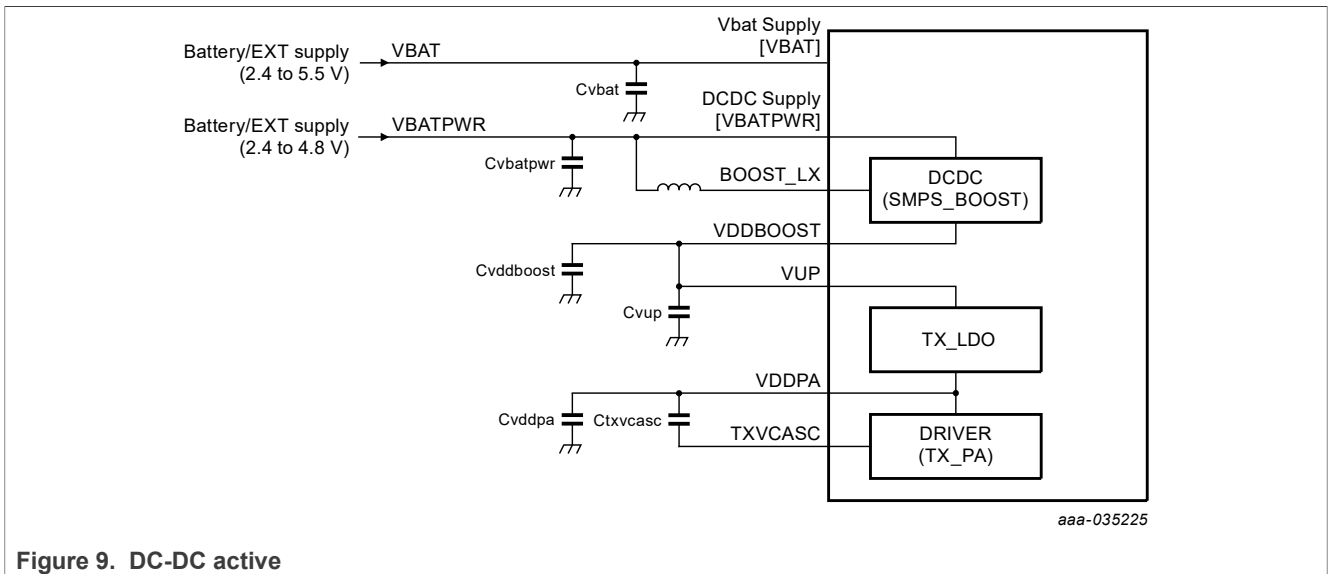 Vbat Supply
[VBAT]
Battery/EXT supply
(2.4 to 5.5 V)
VBAT
Cvbat
DCDC Supply
[VBATPWR]
Battery/EXT supply
(2.4 to 4.8 V)
VBATPWR
Cvbatpwr
BOOST_LX
DCDC
(SMPS_BOOST)
VDDBOOST
Cvddboost
VUP
Cvup
TX_LDO
VDDPA
Cvddpa
Ctxvcasc
TXVCASC
DRIVER
(TX_PA)
aaa-035225
Figure 9. DC-DC active